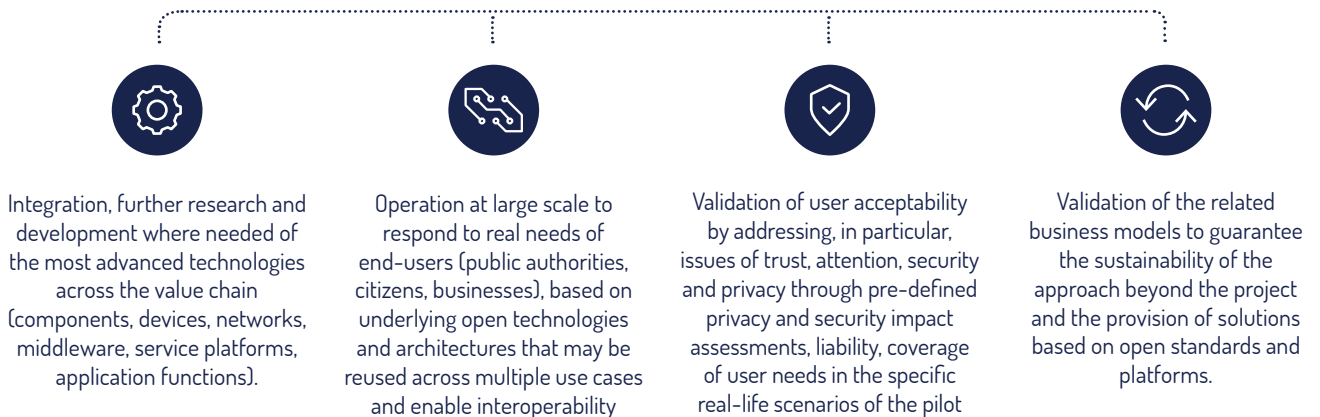 Integration, further research and
development where needed of
the most advanced technologies
across the value chain
(components, devices, networks,
middleware, service platforms,
application functions).
Operation at large scale to
respond to real needs of
end-users (public authorities,
citizens, businesses), based on
underlying open technologies
and architectures that may be
reused across multiple use cases
and enable interoperability
Validation of user acceptability
by addressing, in particular,
issues of trust, attention, security
and privacy through pre-defined
privacy and security impact
assessments, liability, coverage
of user needs in the specific
real-life scenarios of the pilot
Validation of the related
business models to guarantee
the sustainability of the
approach beyond the project
and the provision of solutions
based on open standards and
platforms.